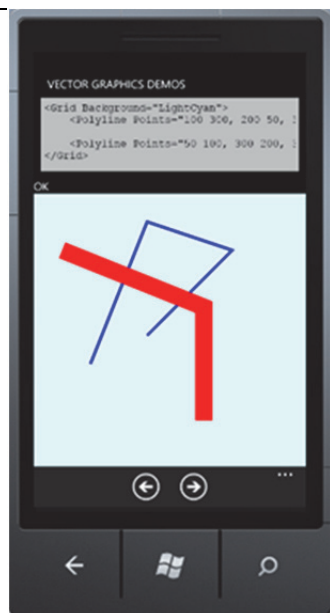 VECTOR GRAPHICS DEMOS
<Grid Background="LightCyan">
<Polyline Points="100 300, 200 50, 
<Polyline Points="50 100, 300 200, 
</Grid>
OK
...